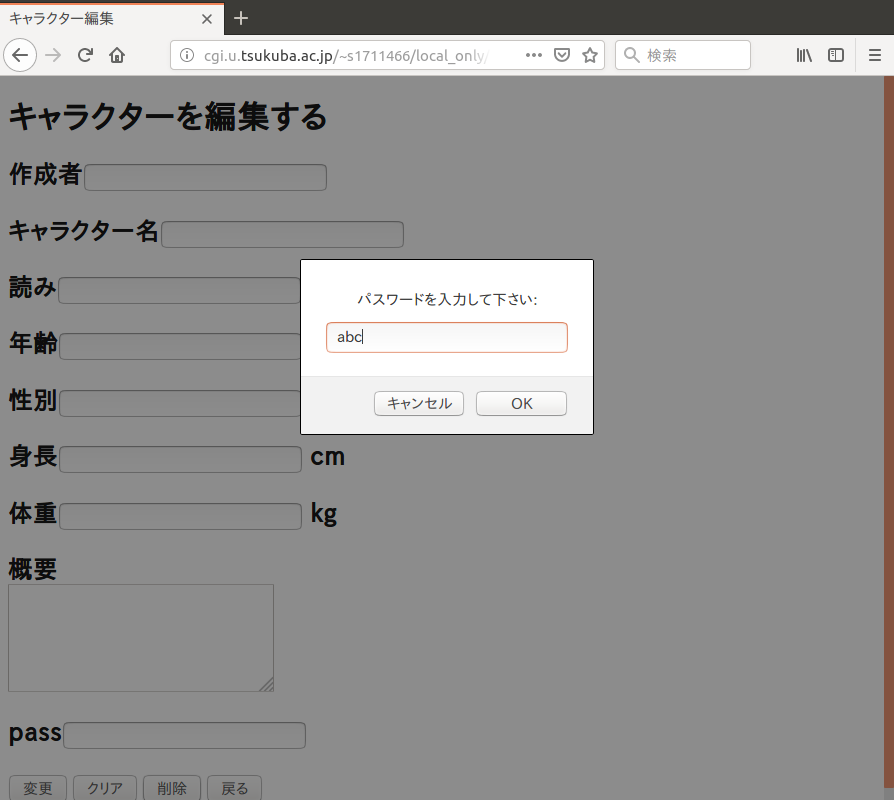 キャラクター編集
cgi.u.tsukuba.ac.jp/~s1711466/local_only/
検索
キャラクターを編集する
作成者
キャラクター名
読み
年齢
性別
身長 cm
体重 kg
概要
pass
変更 クリア 削除 戻る
パスワードを入力して下さい:
abc
キャンセル OK